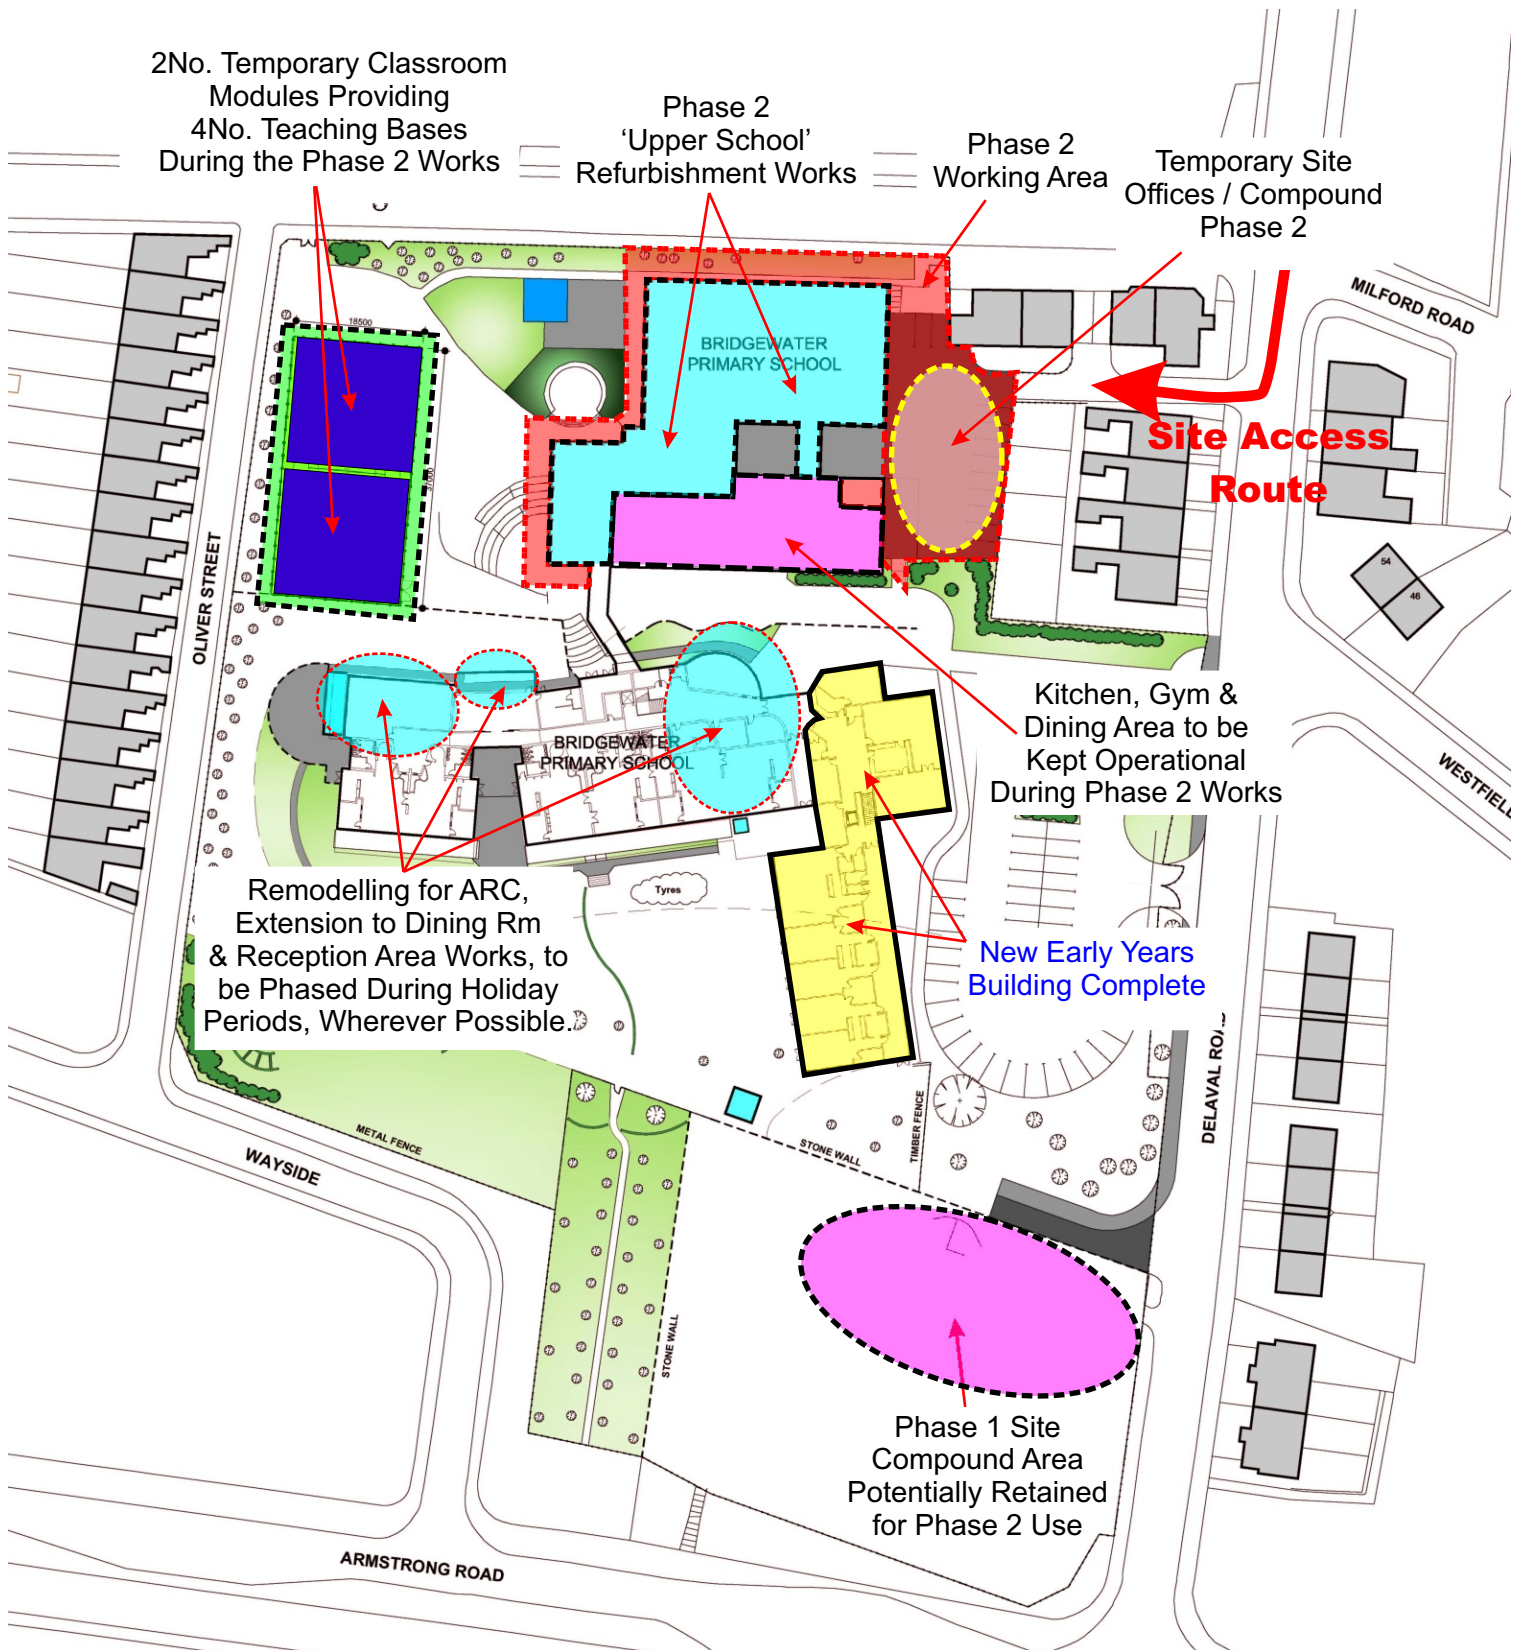 2No. Temporary Classroom
Modules Providing
4No. Teaching Bases
During the Phase 2 Works
Phase 2
‘Upper School’
Refurbishment Works
Phase 2
Working Area
Temporary Site
Offices / Compound
Phase 2
MILFORD ROAD
18500
BRIDGEWATER
PRIMARY SCHOOL
Site Access
Route
OLIVER STREET
54
46
Kitchen, Gym &
Dining Area to be
Kept Operational
During Phase 2 Works
BRIDGEWATER
PRIMARY SCHOOL
Remodelling for ARC,
Extension to Dining Rm
& Reception Area Works, to
be Phased During Holiday
Periods, Wherever Possible.
Tyres
New Early Years
Building Complete
DELAVAL ROAD
METAL FENCE
WAYSIDE
STONE WALL
TIMBER FENCE
STONE WALL
Phase 1 Site
Compound Area
Potentially Retained
for Phase 2 Use
ARMSTRONG ROAD